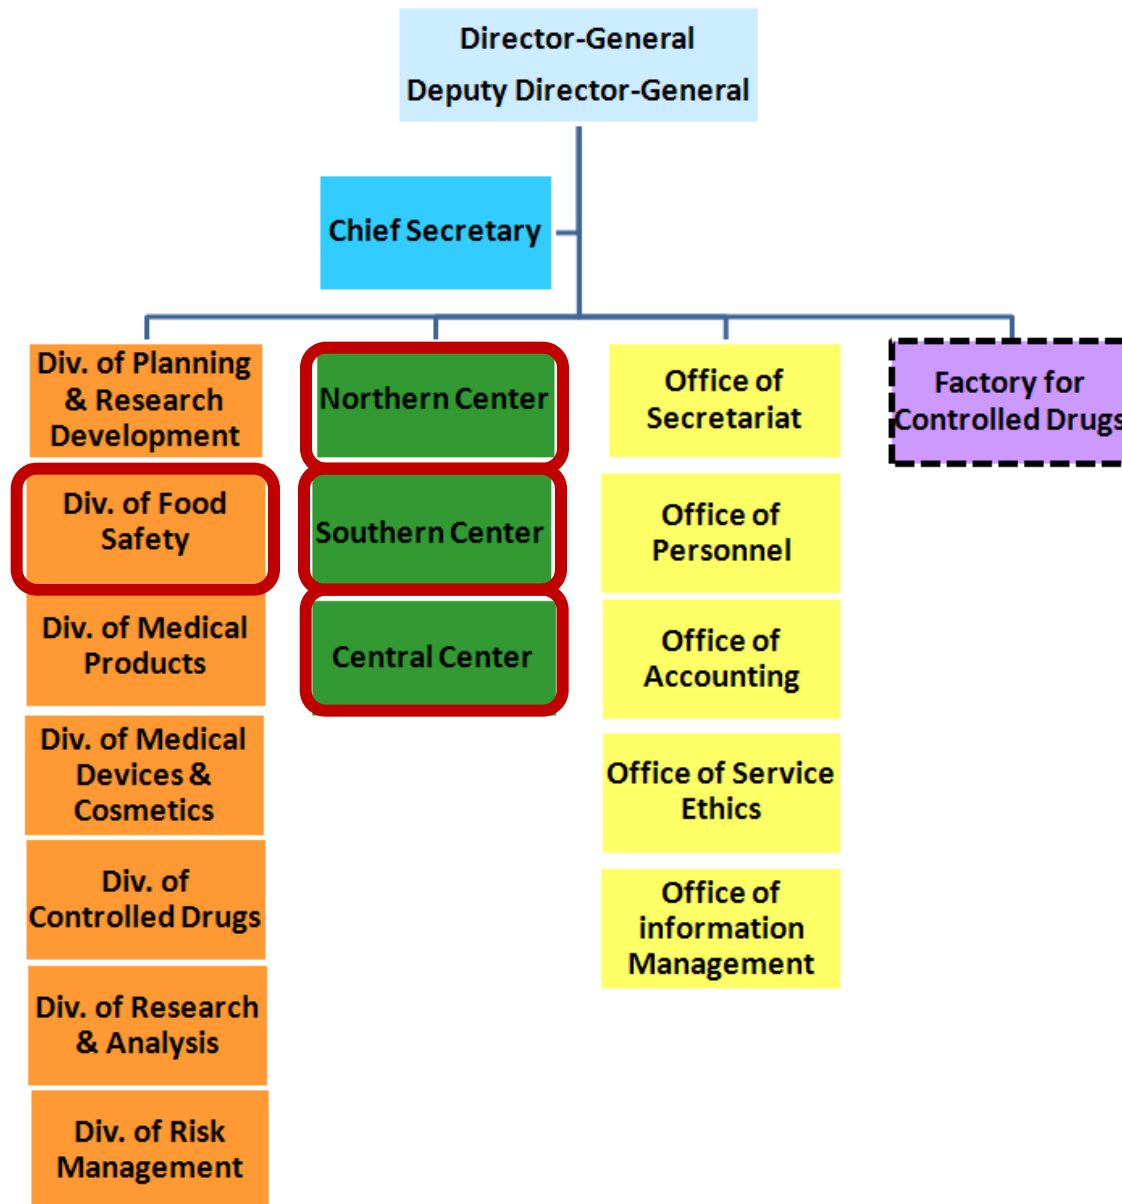 Director-General
Deputy Director-General
Chief Secretary
Div. of Planning
& Research
Development
Div. of Food
Safety
Div. of Medical
Products
Div. of Medical
Devices &
Cosmetics
Div. of
Controlled Drugs
Div. of Research
& Analysis
Div. of Risk
Management
Northern Center
Southern Center
Central Center
Office of
Secretariat
Office of
Personnel
Office of
Accounting
Office of Service
Ethics
Office of
information
Management
Factory for
Controlled Drugs